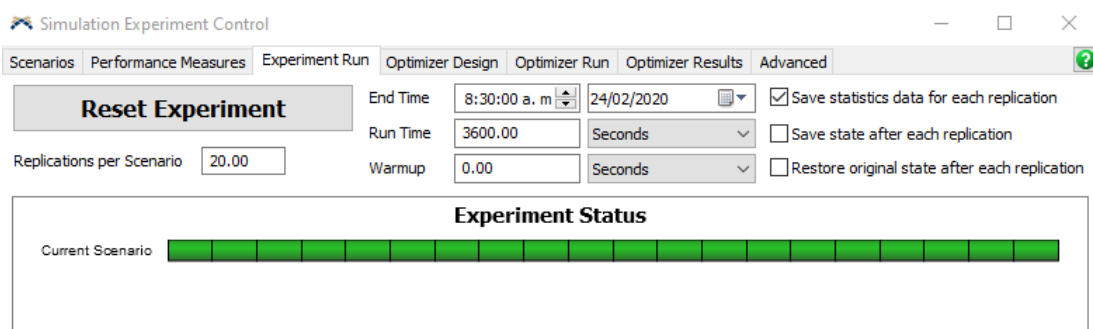 Simulation Experiment Control
Scenarios Performance Measures Experiment Run Optimizer Design Optimizer Run Optimizer Results Advanced
Reset Experiment
End Time 8:30:00 a. m 24/02/2020 Save statistics data for each replication
Run Time 3600.00 Seconds Save state after each replication
Replications per Scenario 20.00
Warmup 0.00 Seconds Restore original state after each replication
Experiment Status
Current Scenario